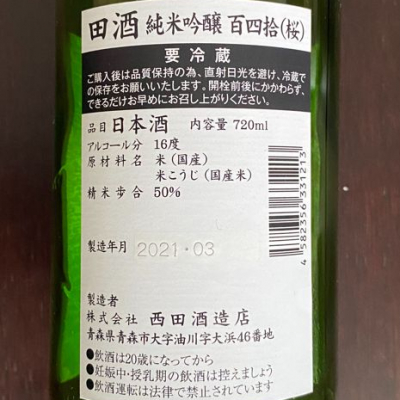 田酒 純米吟醸 百四拾(桜)
要冷蔵
ご購入後は品質保持の為、直射日光を避け、冷蔵で
の保存をお願いいたします。開栓前後にかかわらず、
できるだけお早めにお召し上がりください。
品目 日本酒 内容量 720ml
アルコール分 16度
原材料名 米(国産)
米こうじ(国産米)
精米歩合 50%
4 582356 331213
製造年月 2021・03
製造者
株式会社 西田酒造店
青森県青森市大字油川字大浜46番地
●飲酒は20歳になってから
●妊娠中・授乳期の飲酒は控えましょう
●飲酒運転は法律で禁止されています